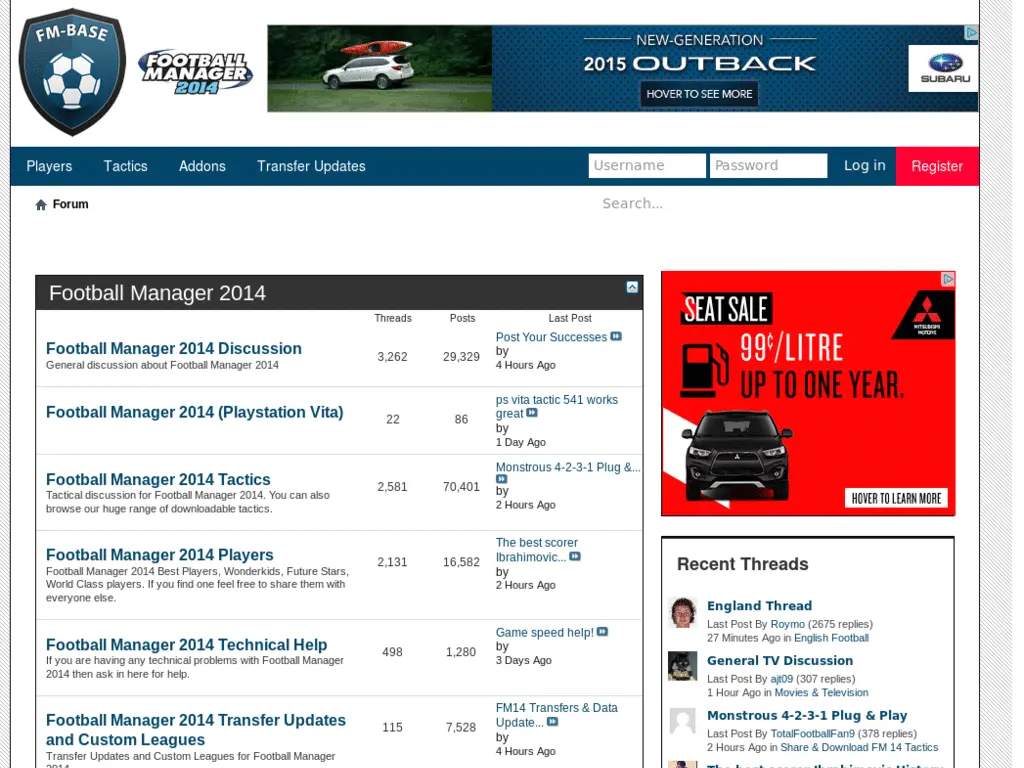 FM-BASE
FOOTBALL
MANAGER
2014
NEW-GENERATION
2015 OUTBACK
HOVER TO SEE MORE
SUBARU
Players
Tactics
Addons
Transfer Updates
Username
Password
Log in
Register
Forum
Search...
Football Manager 2014
Threads Posts Last Post
Football Manager 2014 Discussion
General discussion about Football Manager 2014
3,262
29,329
Post Your Successes
by
4 Hours Ago
Football Manager 2014 (Playstation Vita)
22
86
ps vita tactic 541 works
great
by
1 Day Ago
Football Manager 2014 Tactics
Tactical discussion for Football Manager 2014. You can also
browse our huge range of downloadable tactics.
2,581
70,401
Monstrous 4-2-3-1 Plug &...
by
2 Hours Ago
Football Manager 2014 Players
Football Manager 2014 Best Players, Wonderkids, Future Stars,
World Class players. If you find one feel free to share them with
everyone else.
2,131
16,582
The best scorer
Ibrahimovic...
by
2 Hours Ago
Football Manager 2014 Technical Help
If you are having any technical problems with Football Manager
2014 then ask in here for help.
498
1,280
Game speed help!
by
3 Days Ago
Football Manager 2014 Transfer Updates
and Custom Leagues
Transfer Updates and Custom Leagues for Football Manager
2014
115
7,528
FM14 Transfers & Data
Update...
by
4 Hours Ago
SEAT SALE
MITSUBISHI
MOTORS
99¢/LITRE
UP TO ONE YEAR.
HOVER TO LEARN MORE
Recent Threads
England Thread
Last Post By Roymo (2675 replies)
27 Minutes Ago in English Football
General TV Discussion
Last Post By ajt09 (307 replies)
1 Hour Ago in Movies & Television
Monstrous 4-2-3-1 Plug & Play
Last Post By TotalFootballFan9 (378 replies)
2 Hours Ago in Share & Download FM 14 Tactics
The best scorer Ibrahimovic History